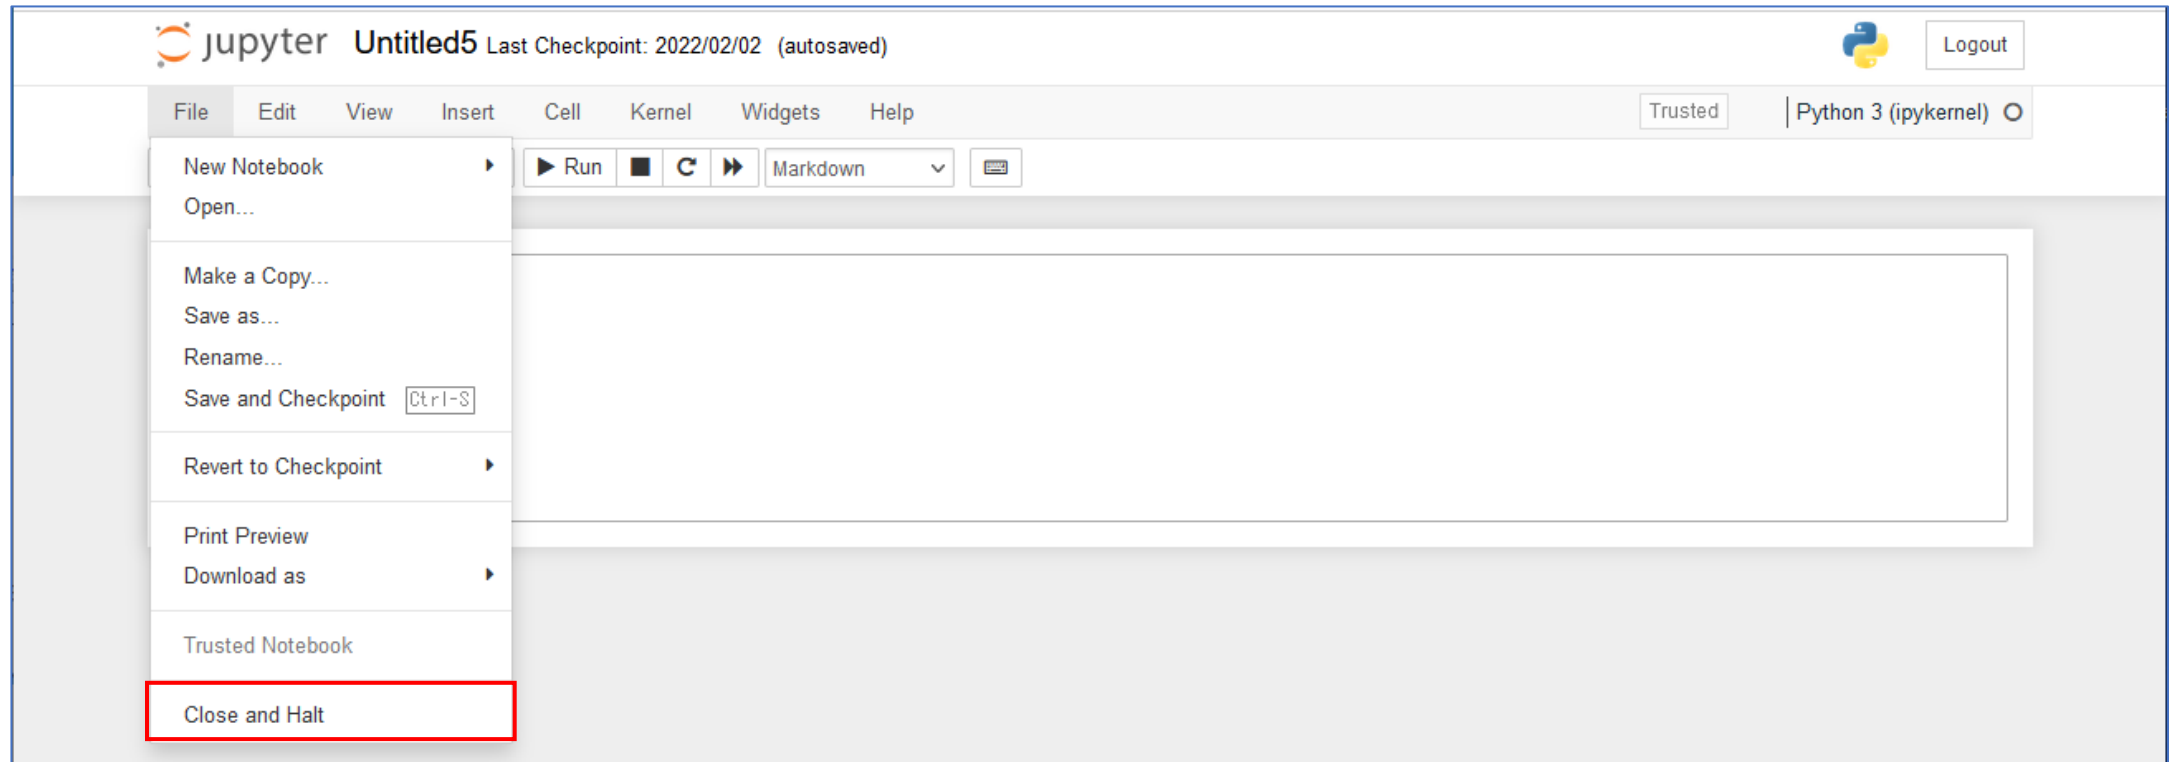 jupyter Untitled5 Last Checkpoint: 2022/02/02 (autosaved) Logout
File Edit View Insert Cell Kernel Widgets Help Trusted Python 3 (ipykernel)
Run Markdown
New Notebook
Open...
Make a Copy...
Save as...
Rename...
Save and Checkpoint Ctrl-S
Revert to Checkpoint
Print Preview
Download as
Trusted Notebook
Close and Halt